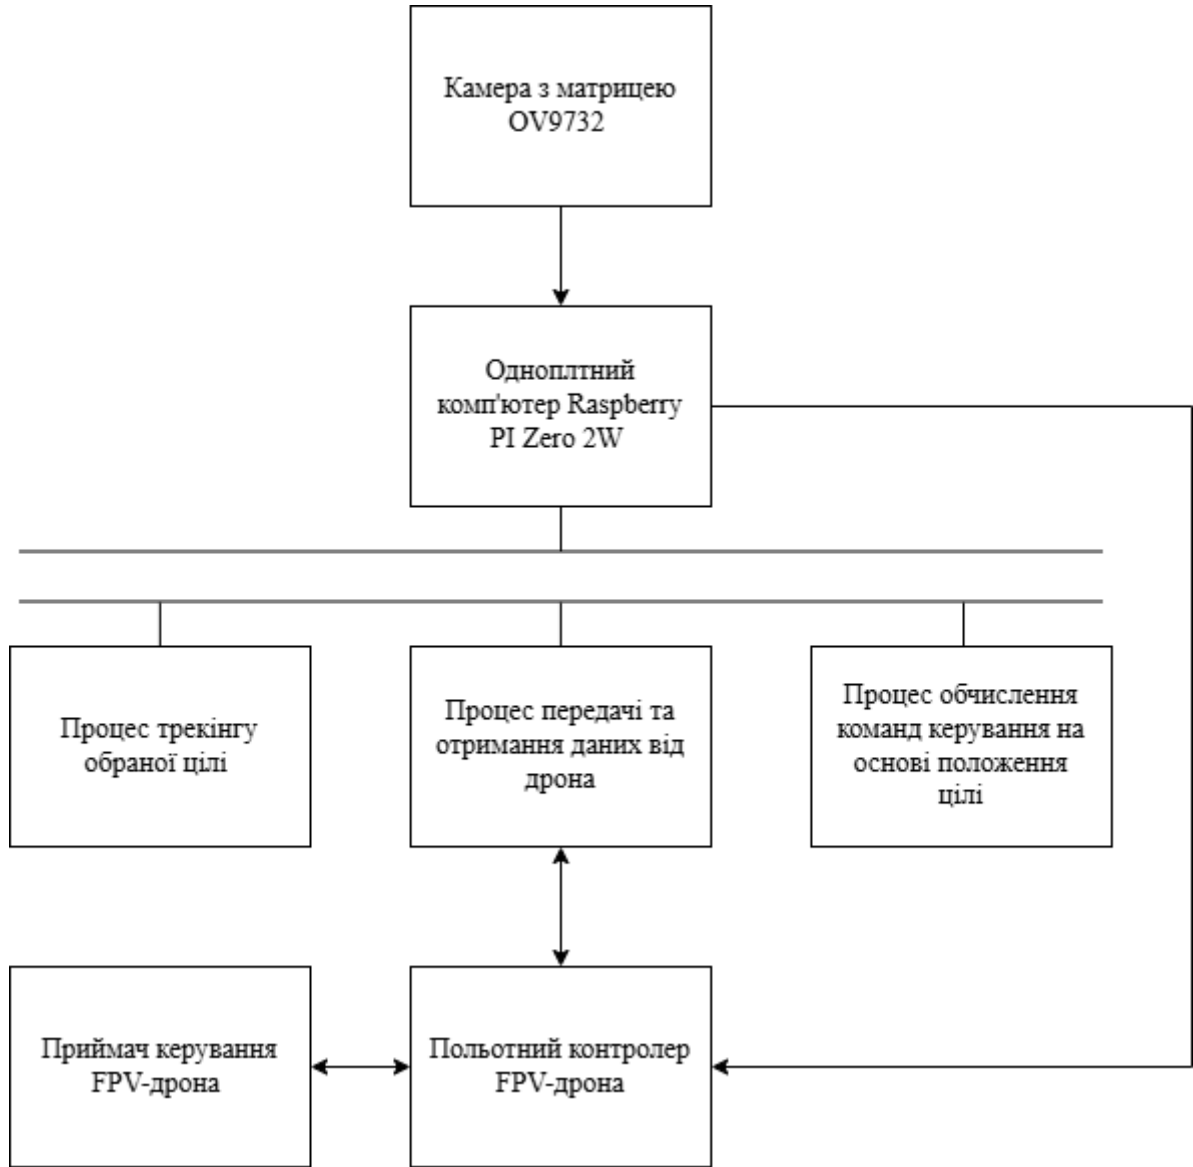 Камера з матрицею
OV9732
Одноплтний
комп'ютер Raspberry
PI Zero 2W
Процес трекінгу
обраної цілі
Процес передачі та
отримання даних від
дрона
Процес обчислення
команд керування на
основі положення
цілі
Приймач керування
FPV-дрона
Польотний контролер
FPV-дрона